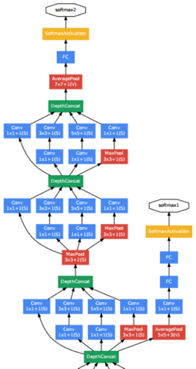 softmax2
SoftmaxActivation
FC
AveragePool
7x7+1(V)
DepthConcat
Conv Conv Conv Conv
1x1+1(S) 3x3+1(S) 5x5+1(S) 1x1+1(S)
Conv Conv MaxPool
1x1+1(S) 1x1+1(S) 3x3+1(S)
DepthConcat
Conv Conv Conv Conv
1x1+1(S) 3x3+1(S) 5x5+1(S) 1x1+1(S)
softmax1
Conv Conv MaxPool
1x1+1(S) 1x1+1(S) 3x3+1(S)
SoftmaxActivation
MaxPool
3x3+2(S)
FC
DepthConcat
FC
Conv Conv Conv Conv Conv
1x1+1(S) 3x3+1(S) 5x5+1(S) 1x1+1(S) 1x1+1(S)
Conv Conv MaxPool AveragePool
1x1+1(S) 1x1+1(S) 3x3+1(S) 5x5+3(V)
DepthConcat